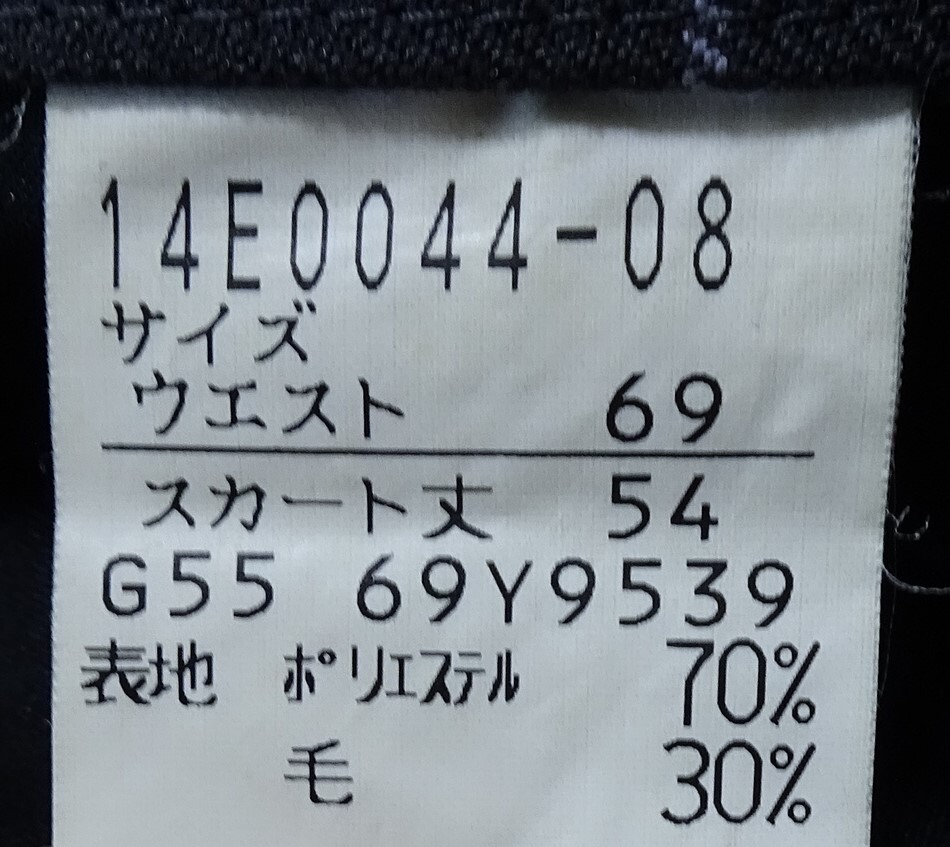 14E0044-08
サイズ
ウエスト 69
スカート丈 54
G55 69Y9539
表地 ポリエステル 70%
毛 30%